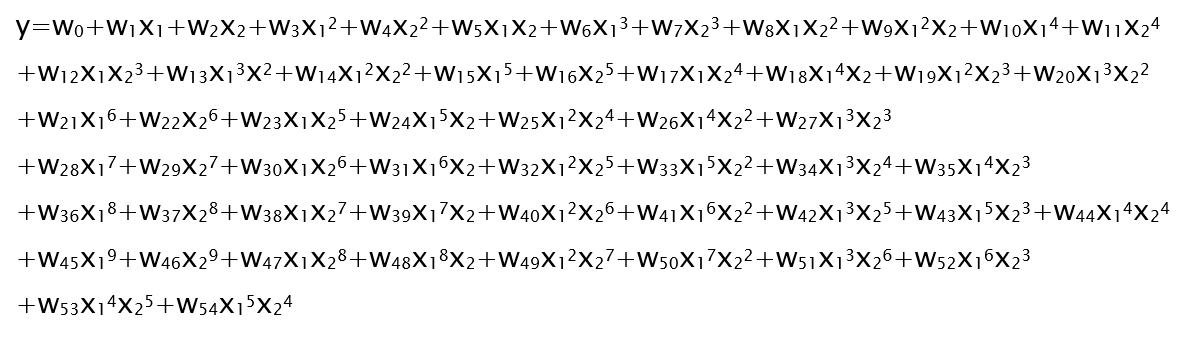 y=w₀+w₁x₁+w₂x₂+w₃x₁²+w₄x₂²+w₅x₁x₂+w₆x₁³+w₇x₂³+w₈x₁x₂²+w₉x₁²x₂+w₁₀x₁⁴+w₁₁x₂⁴
+w₁₂x₁x₂³+w₁₃x₁³x²+w₁₄x₁²x₂²+w₁₅x₁⁵+w₁₆x₂⁵+w₁₇x₁x₂⁴+w₁₈x₁⁴x₂+w₁₉x₁²x₂³+w₂₀x₁³x₂²
+w₂₁x₁⁶+w₂₂x₂⁶+w₂₃x₁x₂⁵+w₂₄x₁⁵x₂+w₂₅x₁²x₂⁴+w₂₆x₁⁴x₂²+w₂₇x₁³x₂³
+w₂₈x₁⁷+w₂₉x₂⁷+w₃₀x₁x₂⁶+w₃₁x₁⁶x₂+w₃₂x₁²x₂⁵+w₃₃x₁⁵x₂²+w₃₄x₁³x₂⁴+w₃₅x₁⁴x₂³
+w₃₆x₁⁸+w₃₇x₂⁸+w₃₈x₁x₂⁷+w₃₉x₁⁷x₂+w₄₀x₁²x₂⁶+w₄₁x₁⁶x₂²+w₄₂x₁³x₂⁵+w₄₃x₁⁵x₂³+w₄₄x₁⁴x₂⁴
+w₄₅x₁⁹+w₄₆x₂⁹+w₄₇x₁x₂⁸+w₄₈x₁⁸x₂+w₄₉x₁²x₂⁷+w₅₀x₁⁷x₂²+w₅₁x₁³x₂⁶+w₅₂x₁⁶x₂³
+w₅₃x₁⁴x₂⁵+w₅₄x₁⁵x₂⁴